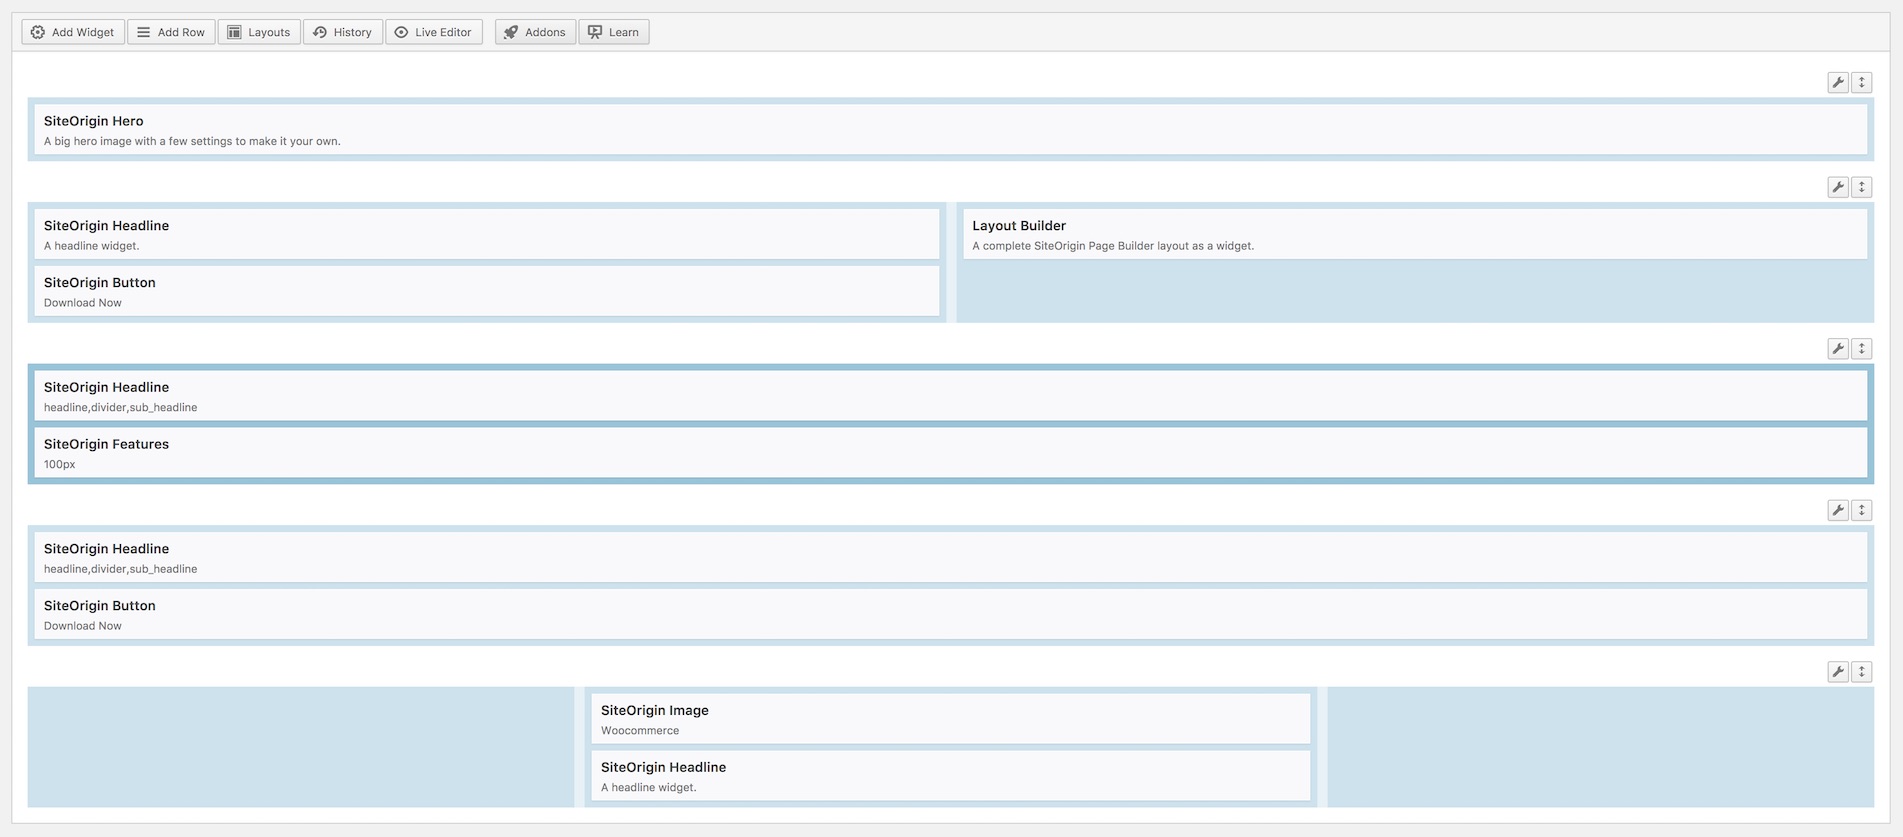 Add Widget Add Row Layouts History Live Editor Addons Learn
SiteOrigin Hero
A big hero image with a few settings to make it your own.
SiteOrigin Headline
A headline widget.
SiteOrigin Button
Download Now
Layout Builder
A complete SiteOrigin Page Builder layout as a widget.
SiteOrigin Headline
headline,divider,sub_headline
SiteOrigin Features
100px
SiteOrigin Headline
headline,divider,sub_headline
SiteOrigin Button
Download Now
SiteOrigin Image
Woocommerce
SiteOrigin Headline
A headline widget.